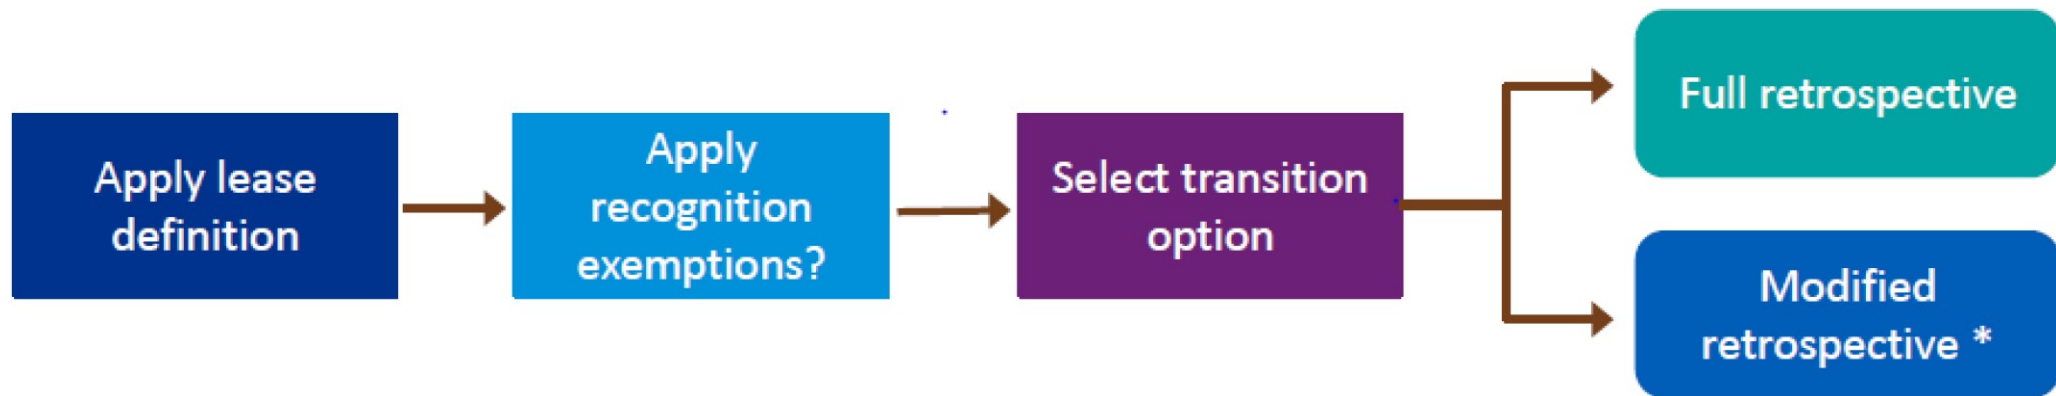 Apply lease
definition
Apply
recognition
exemptions?
Select transition
option
Full retrospective
Modified
retrospective *